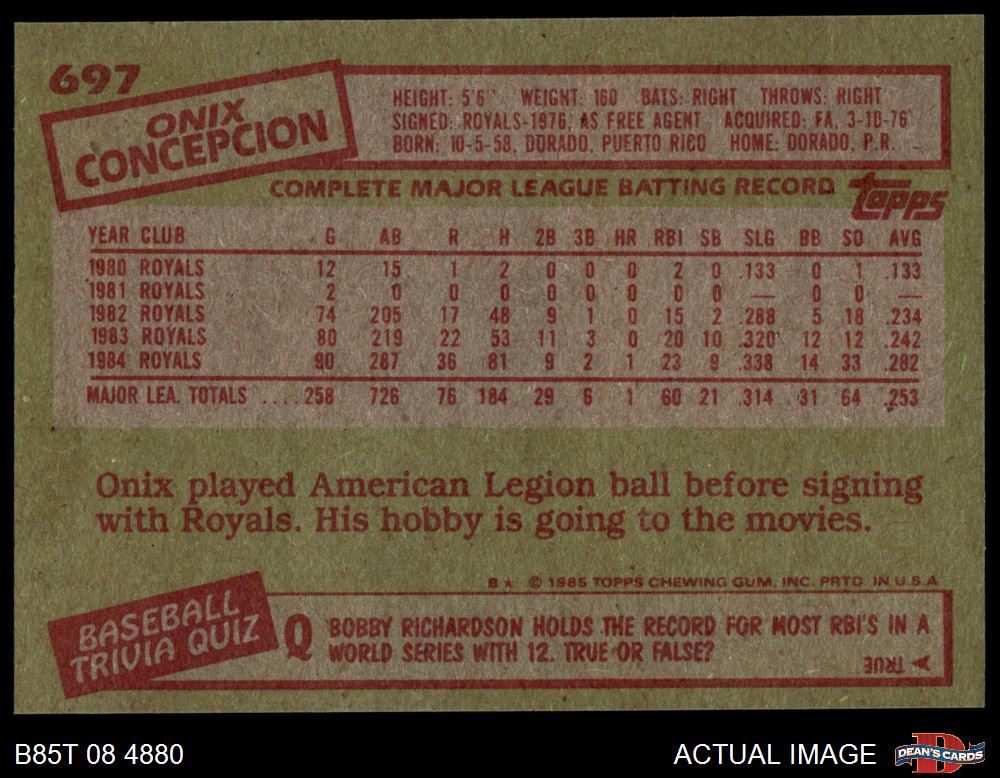 697
ONIX
CONCEPCION
HEIGHT: 5'6" WEIGHT: 160 BATS: RIGHT THROWS: RIGHT
SIGNED: ROYALS-1976, AS FREE AGENT ACQUIRED: FA, 3-18-76
BORN: 10-5-58, DORADO, PUERTO RICO HOME: DORADO, P.R.
COMPLETE MAJOR LEAGUE BATTING RECORD topps
YEAR CLUB G AB R H 2B 3B HR RBI SB SLG BB SO AVG
1980 ROYALS 12 15 1 2 0 0 0 2 0 .133 0 1 .133
1981 ROYALS 2 0 0 0 0 0 0 0 0 — 0 0 —
1982 ROYALS 74 205 17 48 9 1 0 15 2 .288 5 18 .234
1983 ROYALS 80 219 22 53 11 3 0 20 10 .320 12 12 .242
1984 ROYALS 90 287 36 81 9 2 1 23 9 .338 14 33 .282
MAJOR LEA. TOTALS ....258 726 76 184 29 6 1 60 21 .314 31 64 .253
Onix played American Legion ball before signing
with Royals. His hobby is going to the movies.
B★ © 1985 TOPPS CHEWING GUM, INC. PRTD. IN U.S.A
BASEBALL
TRIVIA QUIZ
Q BOBBY RICHARDSON HOLDS THE RECORD FOR MOST RBI'S IN A
WORLD SERIES WITH 12. TRUE OR FALSE?
A TRUE
B85T 08 4880
ACTUAL IMAGE
D
DEAN'S CARDS